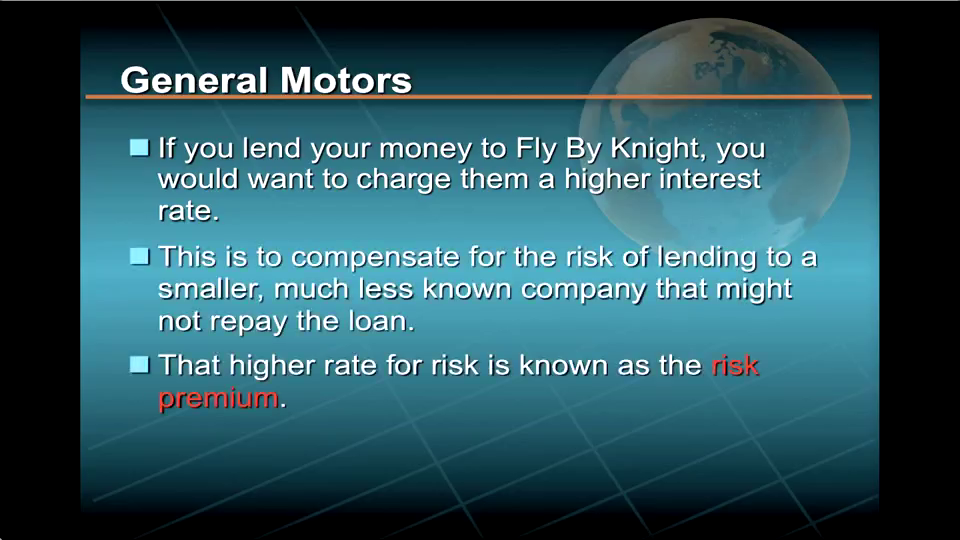 General Motors
If you lend your money to Fly By Knight, you
would want to charge them a higher interest
rate.
This is to compensate for the risk of lending to a
smaller, much less known company that might
not repay the loan.
That higher rate for risk is known as the risk
premium.